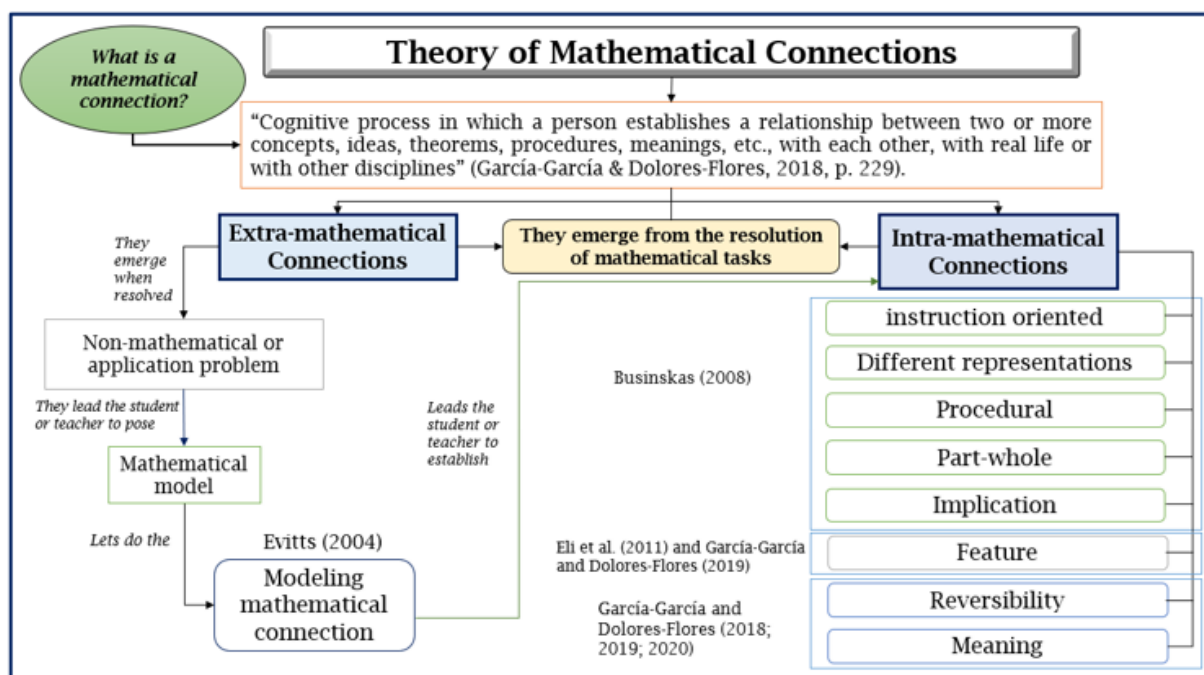 What is a
mathematical
connection?
Theory of Mathematical Connections
“Cognitive process in which a person establishes a relationship between two or more
concepts, ideas, theorems, procedures, meanings, etc., with each other, with real life or
with other disciplines” (García-García & Dolores-Flores, 2018, p. 229).
Extra-mathematical
Connections
They emerge from the resolution
of mathematical tasks
Intra-mathematical
Connections
They
emerge
when
resolved
Non-mathematical or
application problem
They lead the student
or teacher to pose
Mathematical
model
Lets do the
Evitts (2004)
Modeling
mathematical
connection
Leads the
student or
teacher to
establish
Businskas (2008)
instruction oriented
Different representations
Procedural
Part-whole
Implication
Eli et al. (2011) and García-García
and Dolores-Flores (2019)
Feature
García-García and
Dolores-Flores (2018;
2019; 2020)
Reversibility
Meaning